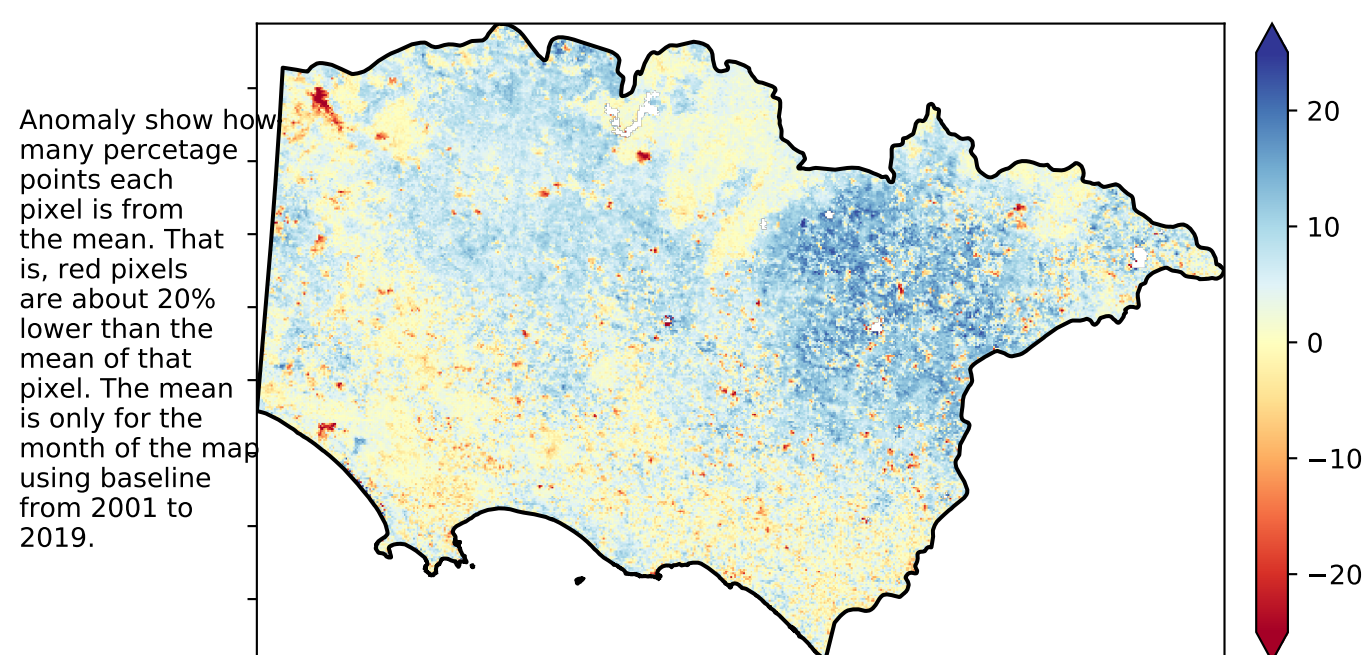 Anomaly show how
many percetage
points each
pixel is from
the mean. That
is, red pixels
are about 20%
lower than the
mean of that
pixel. The mean
is only for the
month of the map
using baseline
from 2001 to
2019.
20
10
0
−10
−20